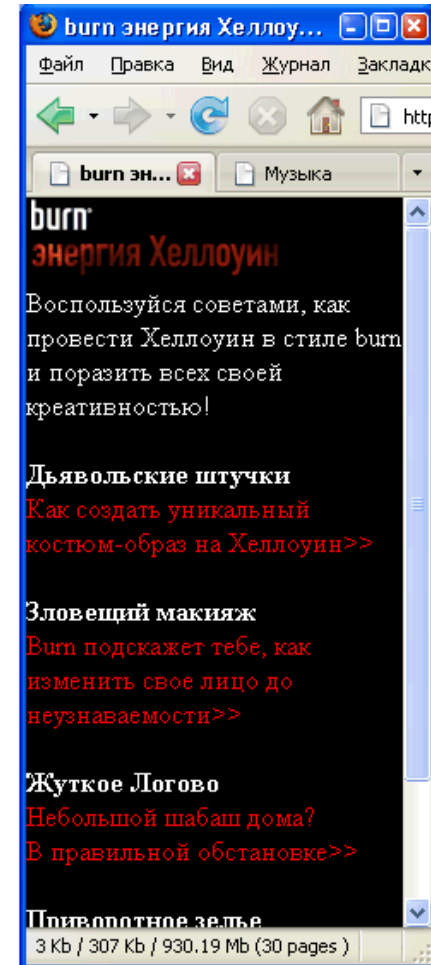 burn энергия Хеллоу...
Файл Правка Вид Журнал Закладк
http
burn эн... Музыка
burn
энергия Хеллоуин
Воспользуйся советами, как
провести Хеллоуин в стиле burn
и поразить всех своей
креативностью!
Дьявольские штучки
Как создать уникальный
костюм-образ на Хеллоуин>>
Зловещий макияж
Burn подскажет тебе, как
изменить свое лицо до
неузнаваемости>>
Жуткое Логово
Небольшой шабаш дома?
В правильной обстановке>>
Приворотное зелье
3 Kb / 307 Kb / 930.19 Mb (30 pages )